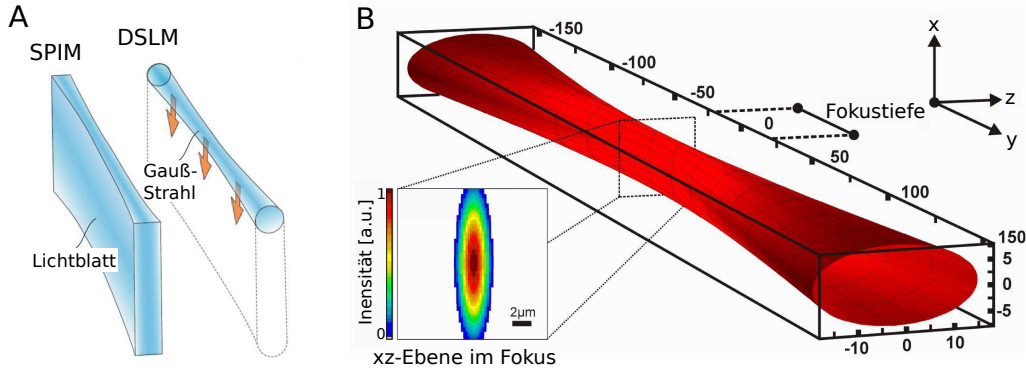 A
SPIM
DSLM
Gauß-
Strahl
Lichtblatt
B
-150
-100
-50
0
50
100
150
Fokustiefe
x
z
y
5
0
-5
-10
0
10
1
0
Inensität [a.u.]
2µm
xz-Ebene im Fokus